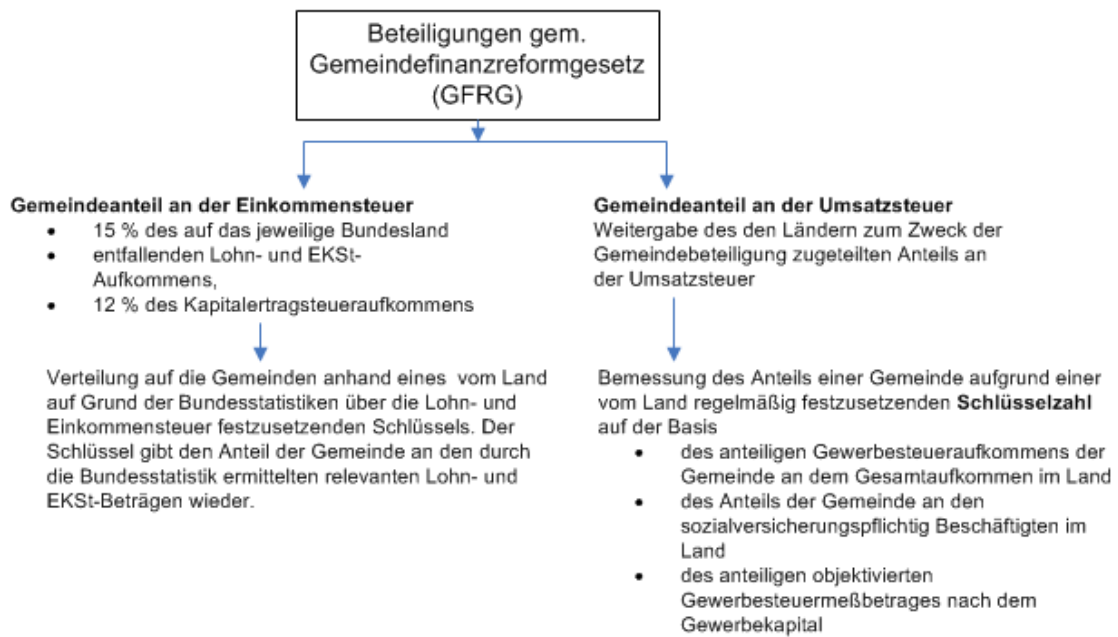 Beteiligungen gem.
Gemeindefinanzreformgesetz
(GFRG)
Gemeindeanteil an der Einkommensteuer
• 15 % des auf das jeweilige Bundesland
• entfallenden Lohn- und EKSt-
Aufkommens,
• 12 % des Kapitalertragsteueraufkommens
Verteilung auf die Gemeinden anhand eines vom Land
auf Grund der Bundesstatistiken über die Lohn- und
Einkommensteuer festzusetzenden Schlüssels. Der
Schlüssel gibt den Anteil der Gemeinde an den durch
die Bundesstatistik ermittelten relevanten Lohn- und
EKSt-Beträgen wieder.
Gemeindeanteil an der Umsatzsteuer
Weitergabe des den Ländern zum Zweck der
Gemeindebeteiligung zugeteilten Anteils an
der Umsatzsteuer
Bemessung des Anteils einer Gemeinde aufgrund einer
vom Land regelmäßig festzusetzenden Schlüsselzahl
auf der Basis
• des anteiligen Gewerbesteueraufkommens der
Gemeinde an dem Gesamtaufkommen im Land
• des Anteils der Gemeinde an den
sozialversicherungspflichtig Beschäftigten im
Land
• des anteiligen objektivierten
Gewerbesteuermeßbetrages nach dem
Gewerbekapital